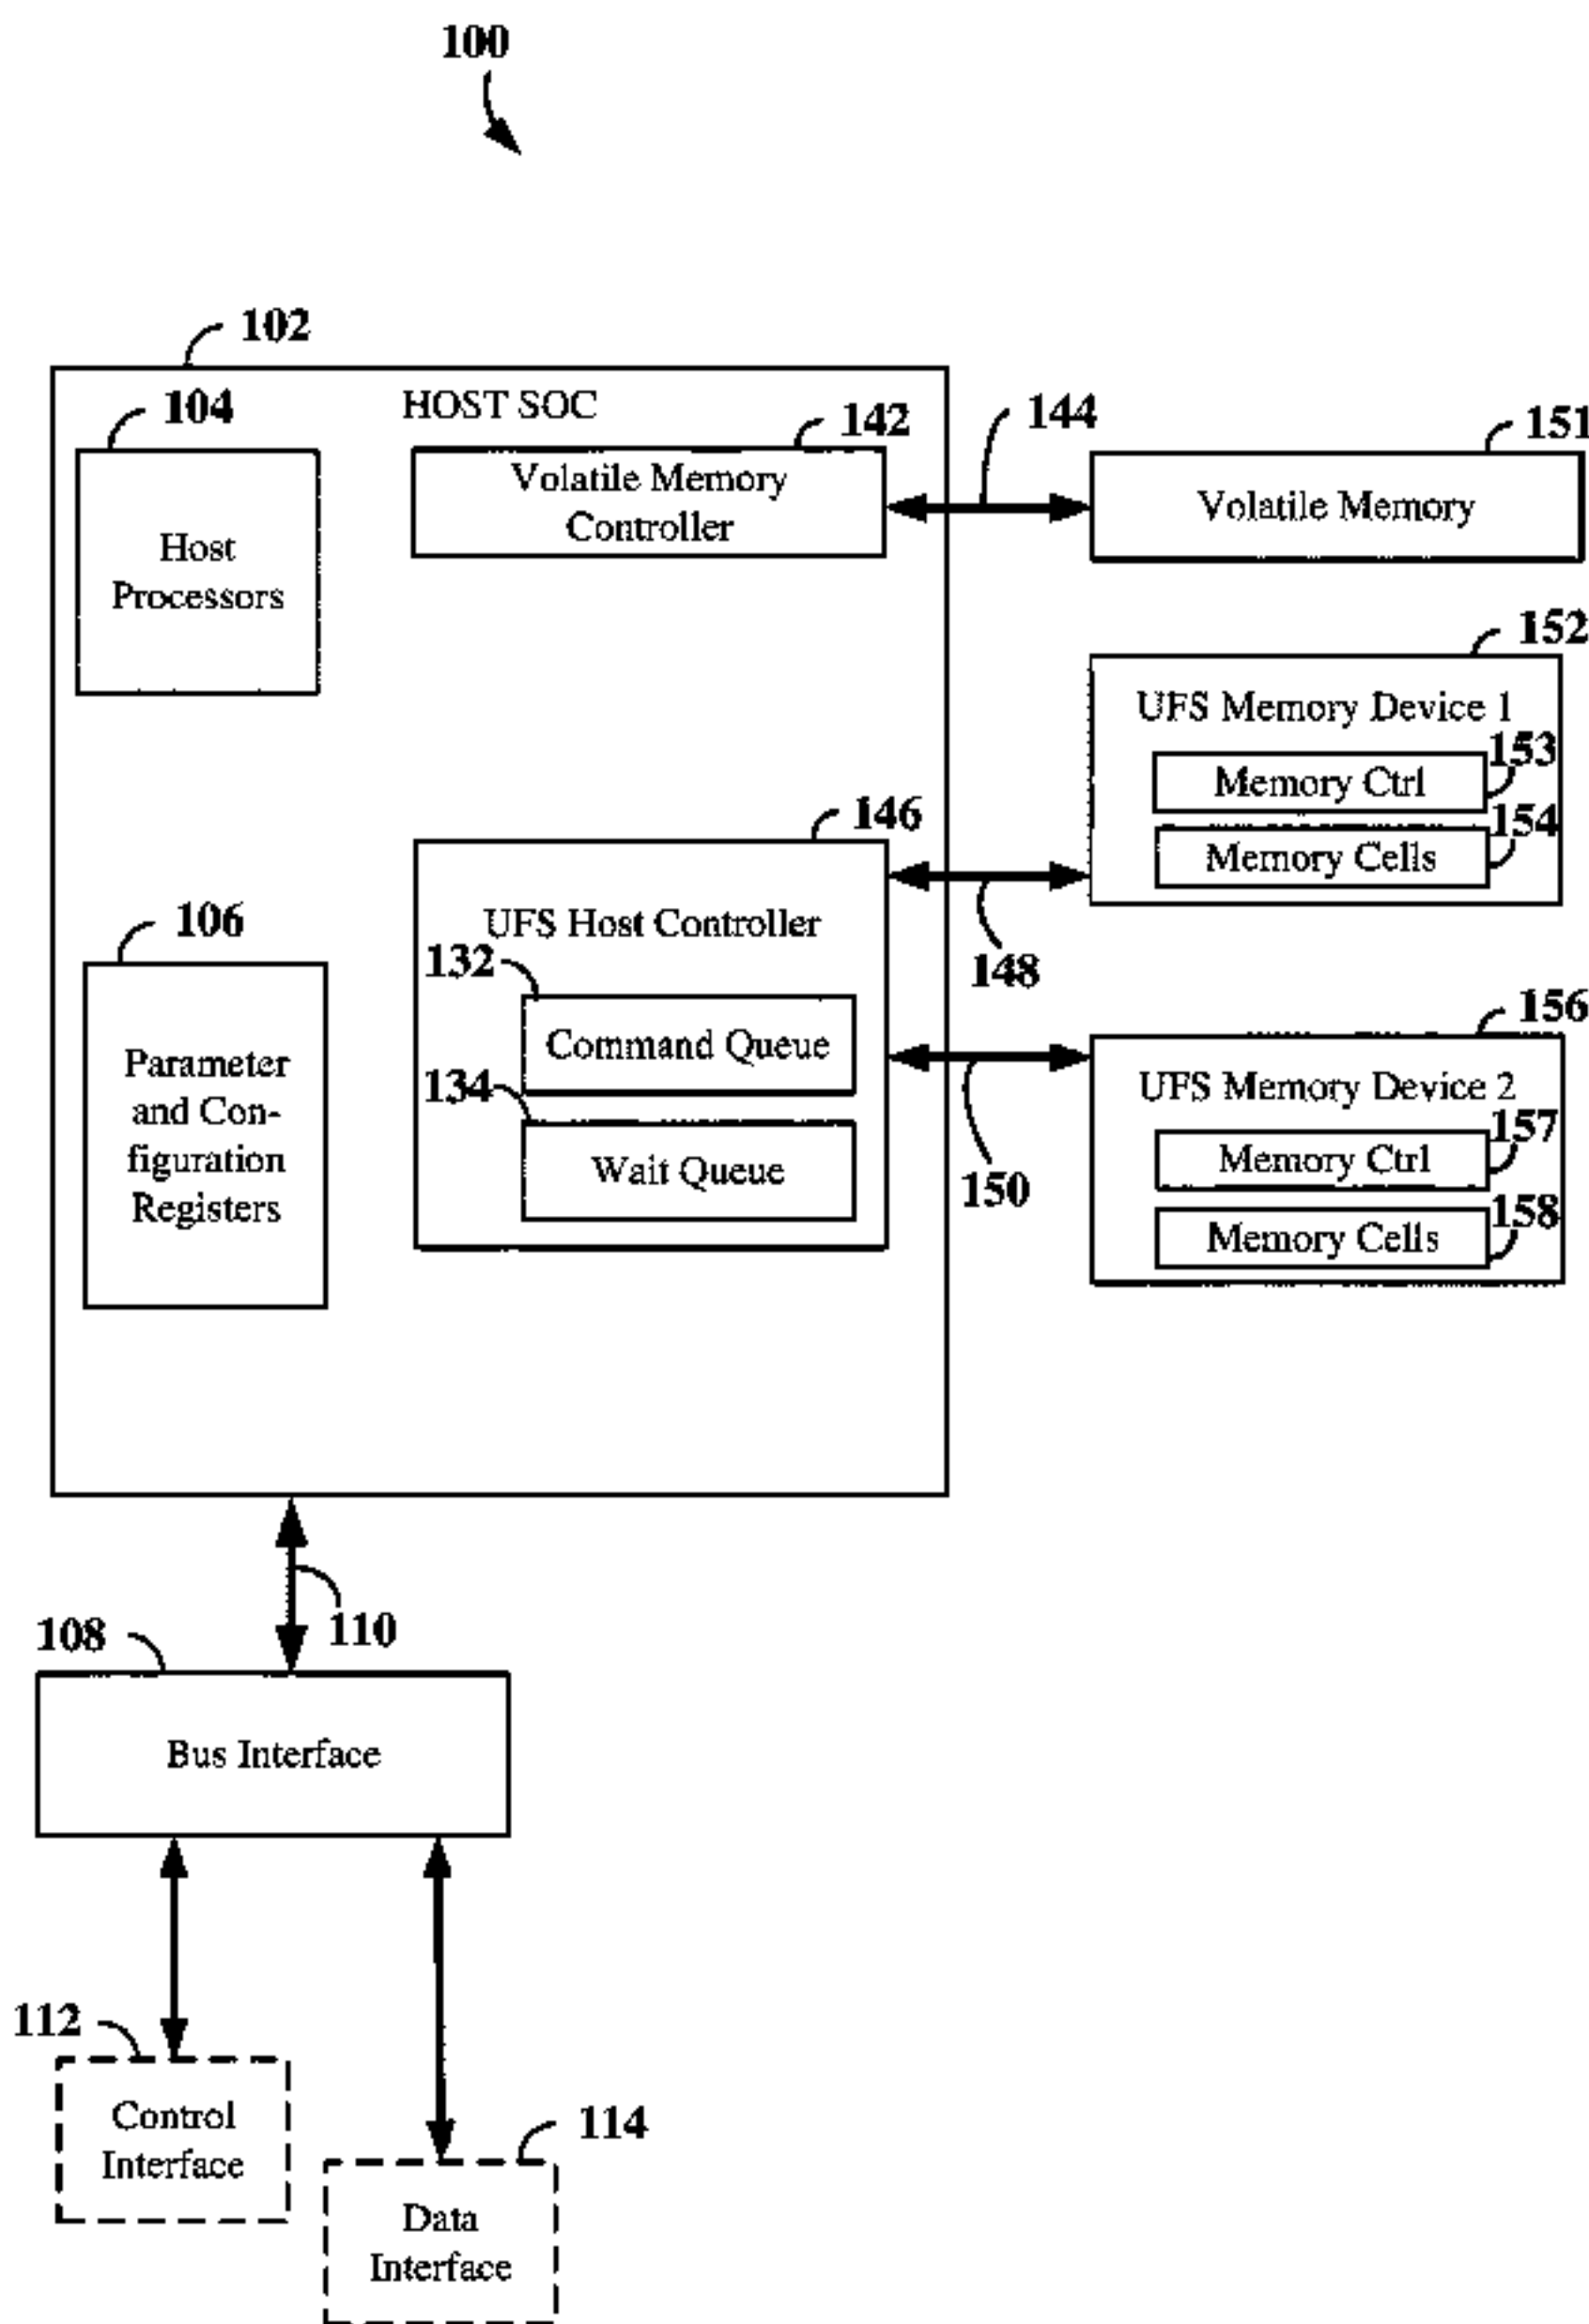 100
102
HOST SOC
104
142
144
151
Volatile Memory
Controller
Volatile Memory
Host
Processors
152
UFS Memory Device 1
153
Memory Ctrl
154
Memory Cells
146
UFS Host Controller
148
106
132
Command Queue
156
UFS Memory Device 2
Parameter
and Con-
figuration
Registers
134
Wait Queue
150
157
Memory Ctrl
158
Memory Cells
110
108
Bus Interface
112
Control
Interface
114
Data
Interface